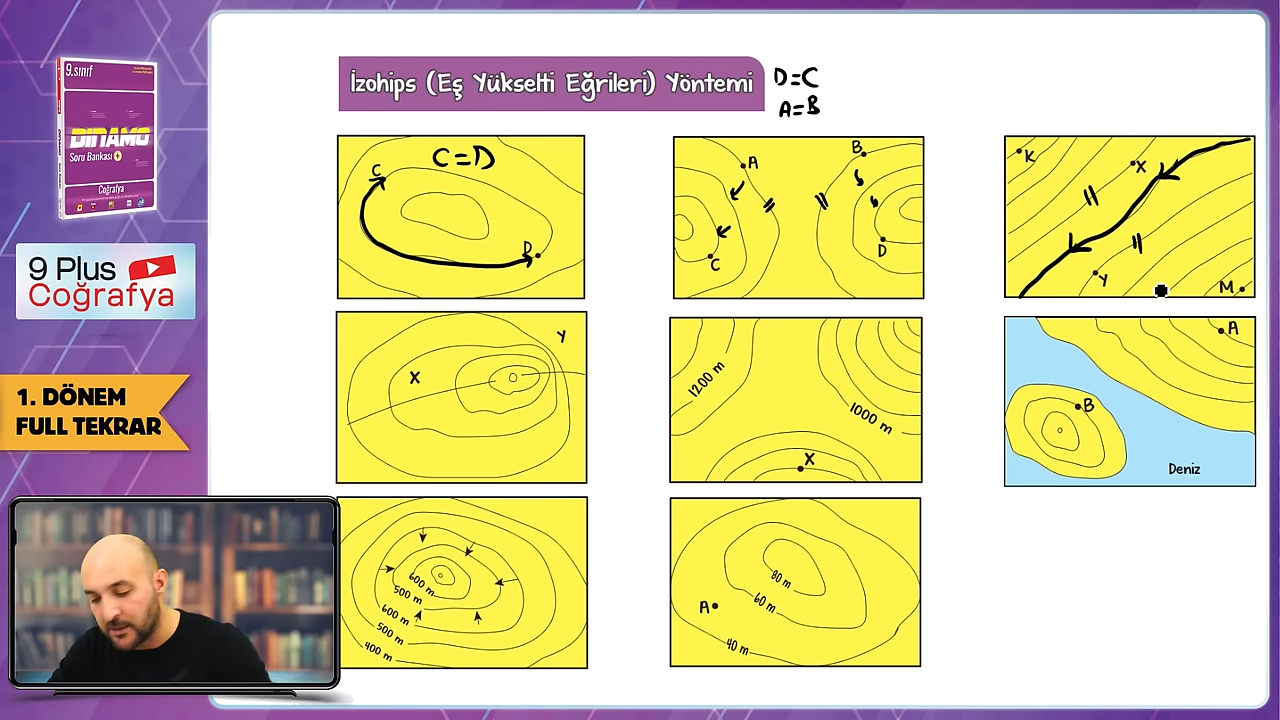 9.sınıf
DİNAMO
Soru Bankası +
Coğrafya
9 Plus
Coğrafya
1. DÖNEM
FULL TEKRAR
İzohips (Eş Yükselti Eğrileri) Yöntemi
D=C
A=B
C=D
C
D
A
B
C
D
K
X
Y
M
X
Y
1200 m
1000 m
X
A
B
Deniz
600 m
500 m
600 m
500 m
400 m
80 m
60 m
A
40 m